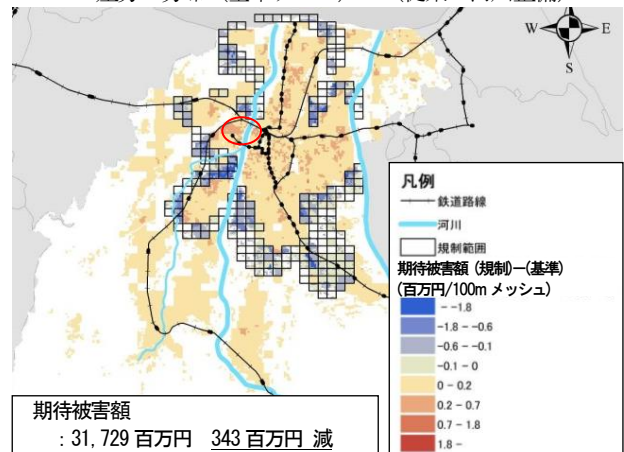 W
E
S
凡例
鉄道路線
河川
規制範囲
期待被害額 (規制)―(基準)
(百万円/100m メッシュ)
- -1.8
-1.8 - -0.6
-0.6 - -0.1
-0.1 - 0
0 - 0.2
0.2 - 0.7
0.7 - 1.8
1.8 -
期待被害額
: 31,729 百万円 343 百万円 減